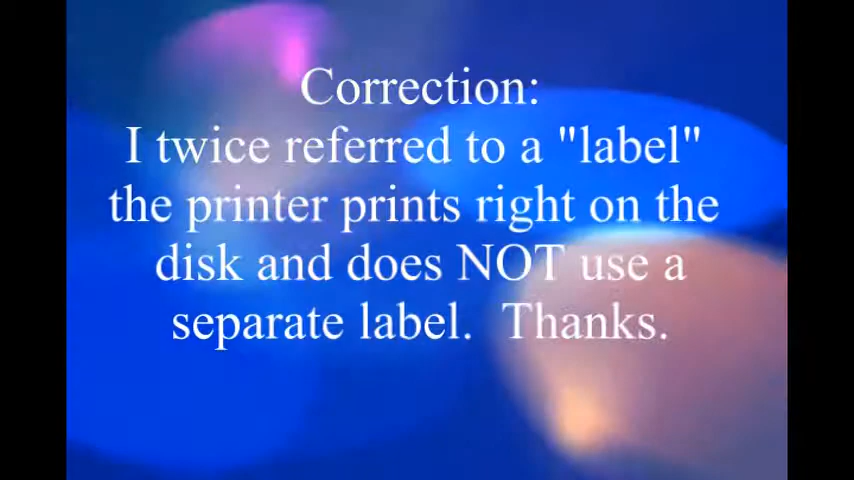 Correction:
I twice referred to a "label"
the printer prints right on the
disk and does NOT use a
separate label.  Thanks.